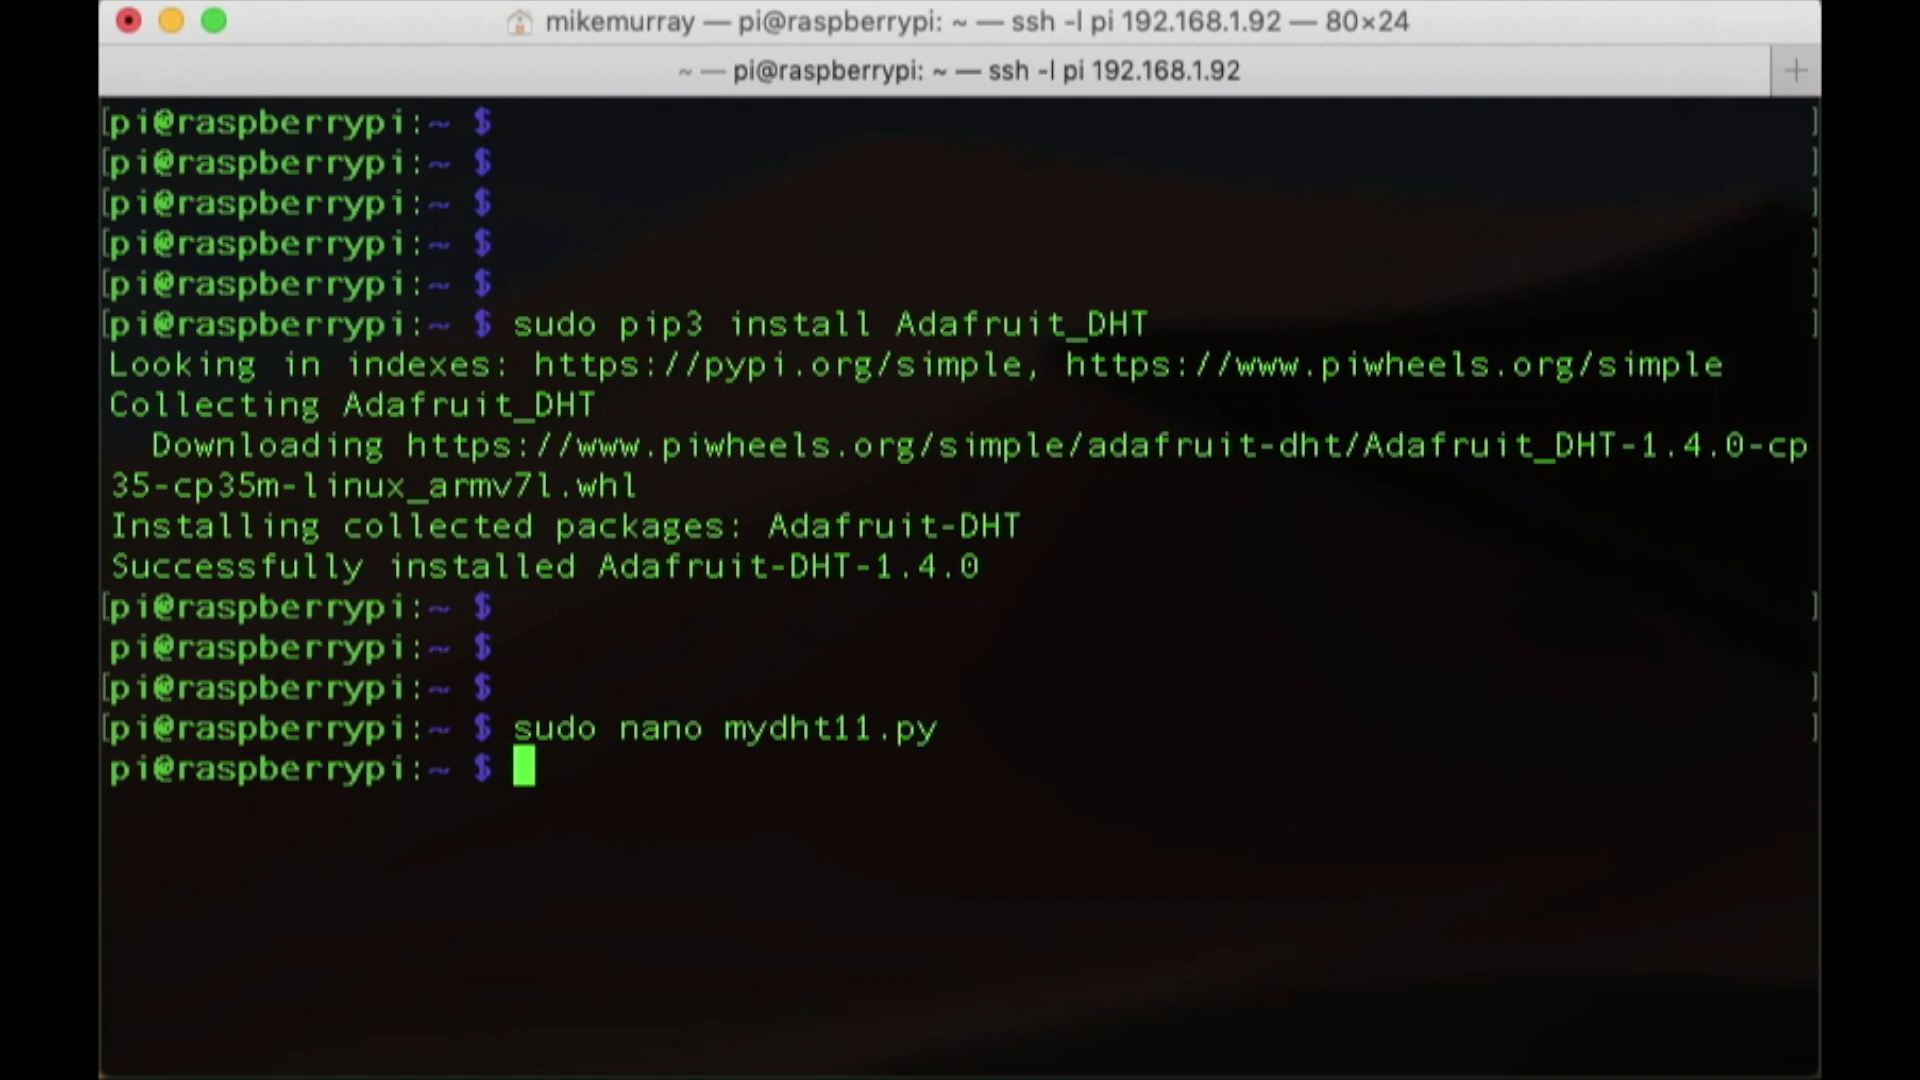 mikemurray — pi@raspberrypi: ~ — ssh -l pi 192.168.1.92 — 80×24
~ — pi@raspberrypi: ~ — ssh -l pi 192.168.1.92
[pi@raspberrypi:~ $ ]
[pi@raspberrypi:~ $ ]
[pi@raspberrypi:~ $ ]
[pi@raspberrypi:~ $ ]
[pi@raspberrypi:~ $ ]
[pi@raspberrypi:~ $ sudo pip3 install Adafruit_DHT ]
Looking in indexes: https://pypi.org/simple, https://www.piwheels.org/simple
Collecting Adafruit_DHT
  Downloading https://www.piwheels.org/simple/adafruit-dht/Adafruit_DHT-1.4.0-cp
35-cp35m-linux_armv7l.whl
Installing collected packages: Adafruit-DHT
Successfully installed Adafruit-DHT-1.4.0
[pi@raspberrypi:~ $ ]
pi@raspberrypi:~ $
[pi@raspberrypi:~ $ ]
[pi@raspberrypi:~ $ sudo nano mydht11.py ]
pi@raspberrypi:~ $